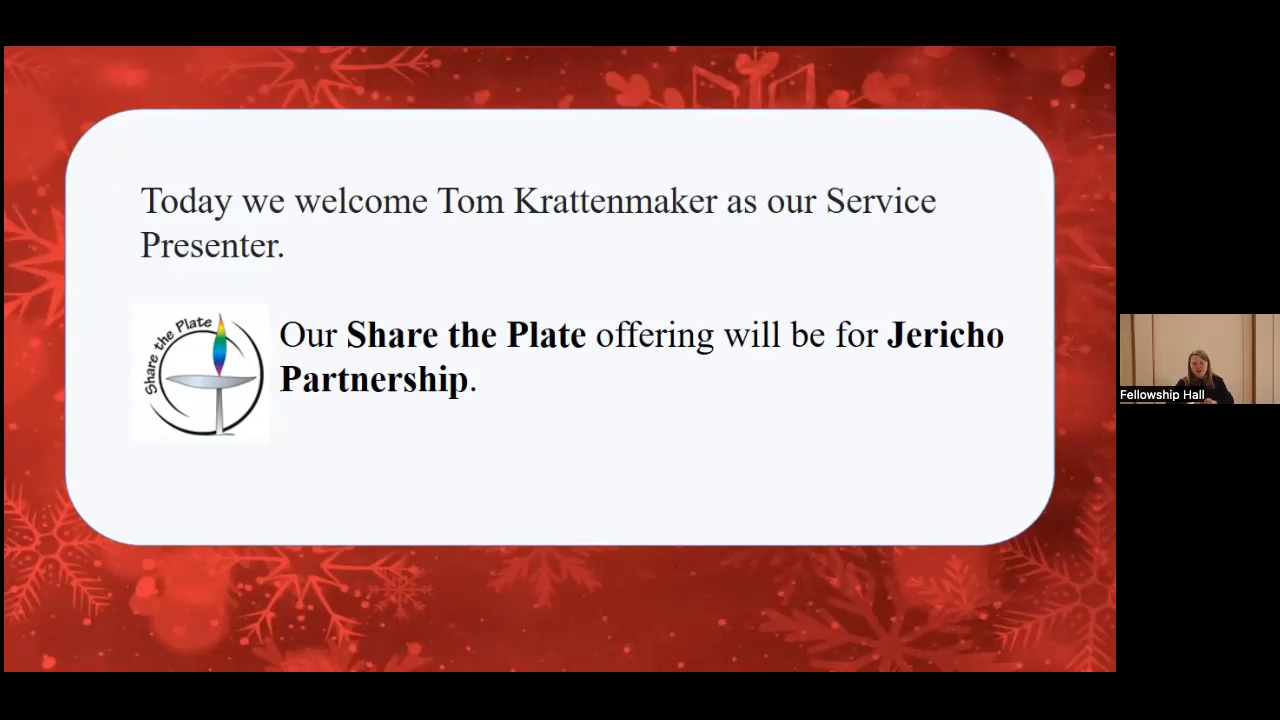 Today we welcome Tom Krattenmaker as our Service
Presenter.
Share the Plate
Our Share the Plate offering will be for Jericho
Partnership.
Fellowship Hall